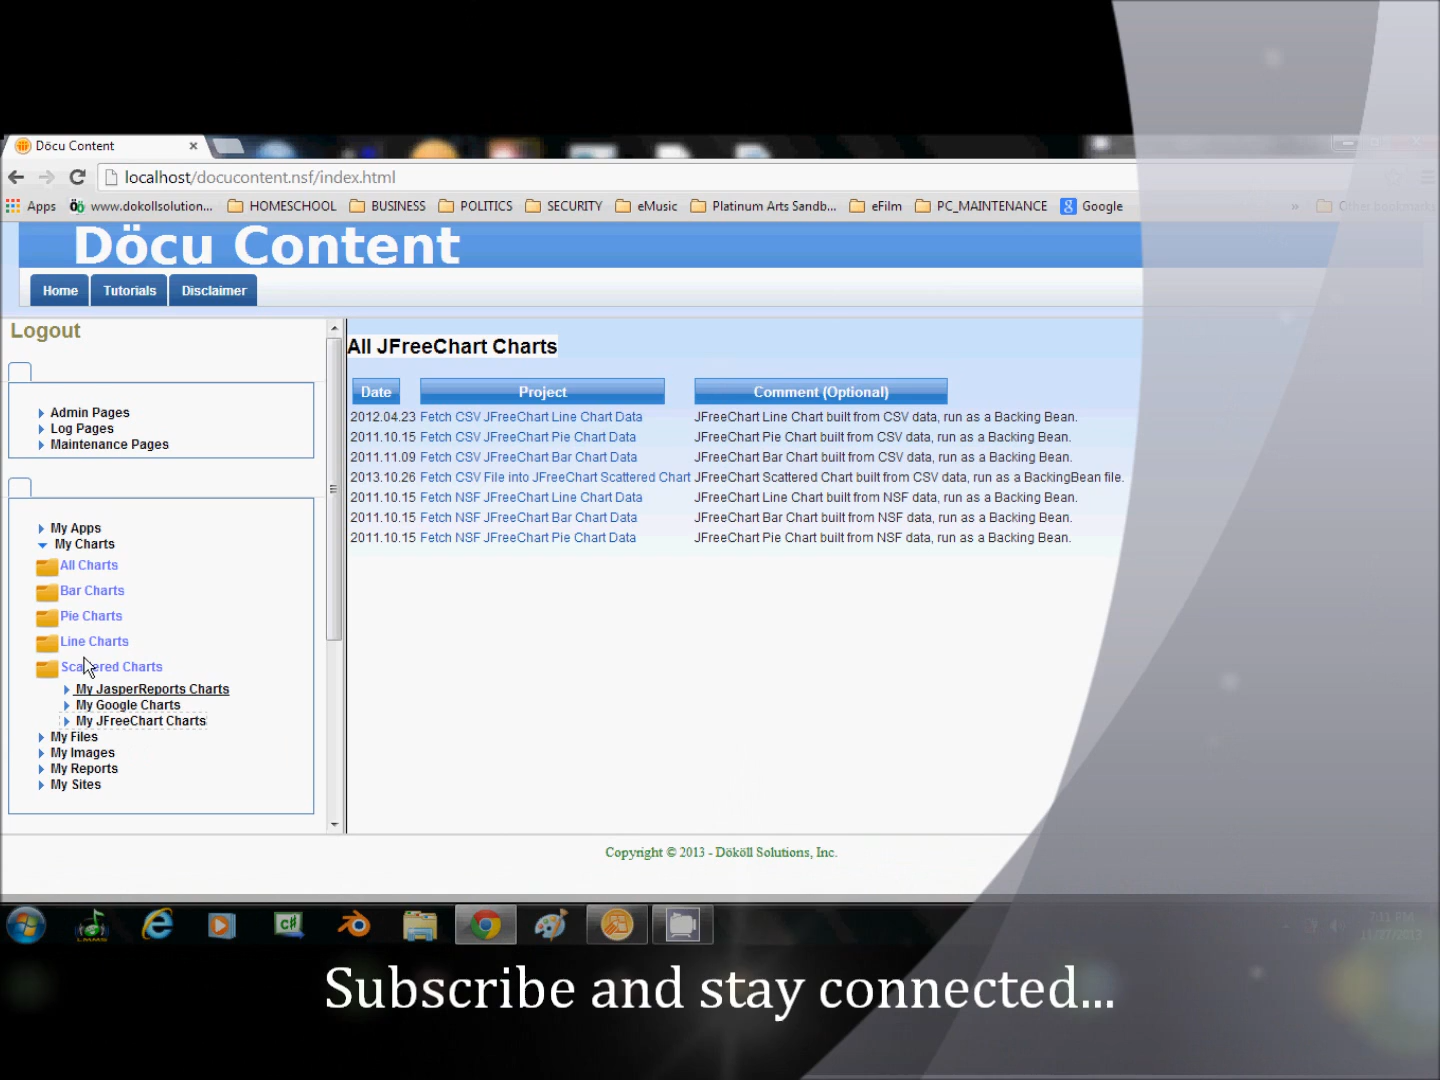 Döcu Content
localhost/docucontent.nsf/index.html
Apps www.dokollsolution... HOMESCHOOL BUSINESS POLITICS SECURITY eMusic Platinum Arts Sandb... eFilm PC_MAINTENANCE Google » Other bookmarks
Döcu Content
Home Tutorials Disclaimer
Logout
Admin Pages
Log Pages
Maintenance Pages
My Apps
My Charts
All Charts
Bar Charts
Pie Charts
Line Charts
Scattered Charts
My JasperReports Charts
My Google Charts
My JFreeChart Charts
My Files
My Images
My Reports
My Sites
All JFreeChart Charts
Date Project Comment (Optional)
2012.04.23 Fetch CSV JFreeChart Line Chart Data JFreeChart Line Chart built from CSV data, run as a Backing Bean.
2011.10.15 Fetch CSV JFreeChart Pie Chart Data JFreeChart Pie Chart built from CSV data, run as a Backing Bean.
2011.11.09 Fetch CSV JFreeChart Bar Chart Data JFreeChart Bar Chart built from CSV data, run as a Backing Bean.
2013.10.26 Fetch CSV File into JFreeChart Scattered Chart JFreeChart Scattered Chart built from CSV data, run as a BackingBean file.
2011.10.15 Fetch NSF JFreeChart Line Chart Data JFreeChart Line Chart built from NSF data, run as a Backing Bean.
2011.10.15 Fetch NSF JFreeChart Bar Chart Data JFreeChart Bar Chart built from NSF data, run as a Backing Bean.
2011.10.15 Fetch NSF JFreeChart Pie Chart Data JFreeChart Pie Chart built from NSF data, run as a Backing Bean.
Copyright © 2013 - Dököll Solutions, Inc.
LMMS C#
7:11 PM
Subscribe and stay connected...